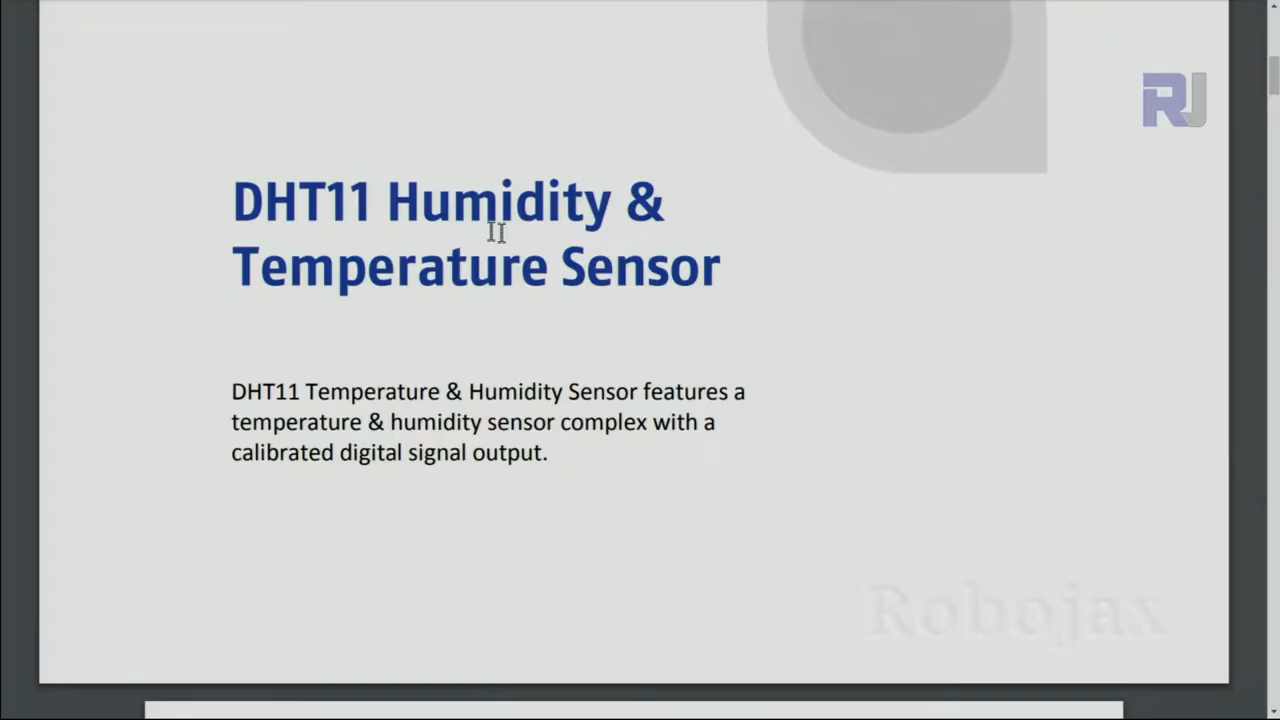 RJ
DHT11 Humidity &
Temperature Sensor
DHT11 Temperature & Humidity Sensor features a
temperature & humidity sensor complex with a
calibrated digital signal output.
Robojax